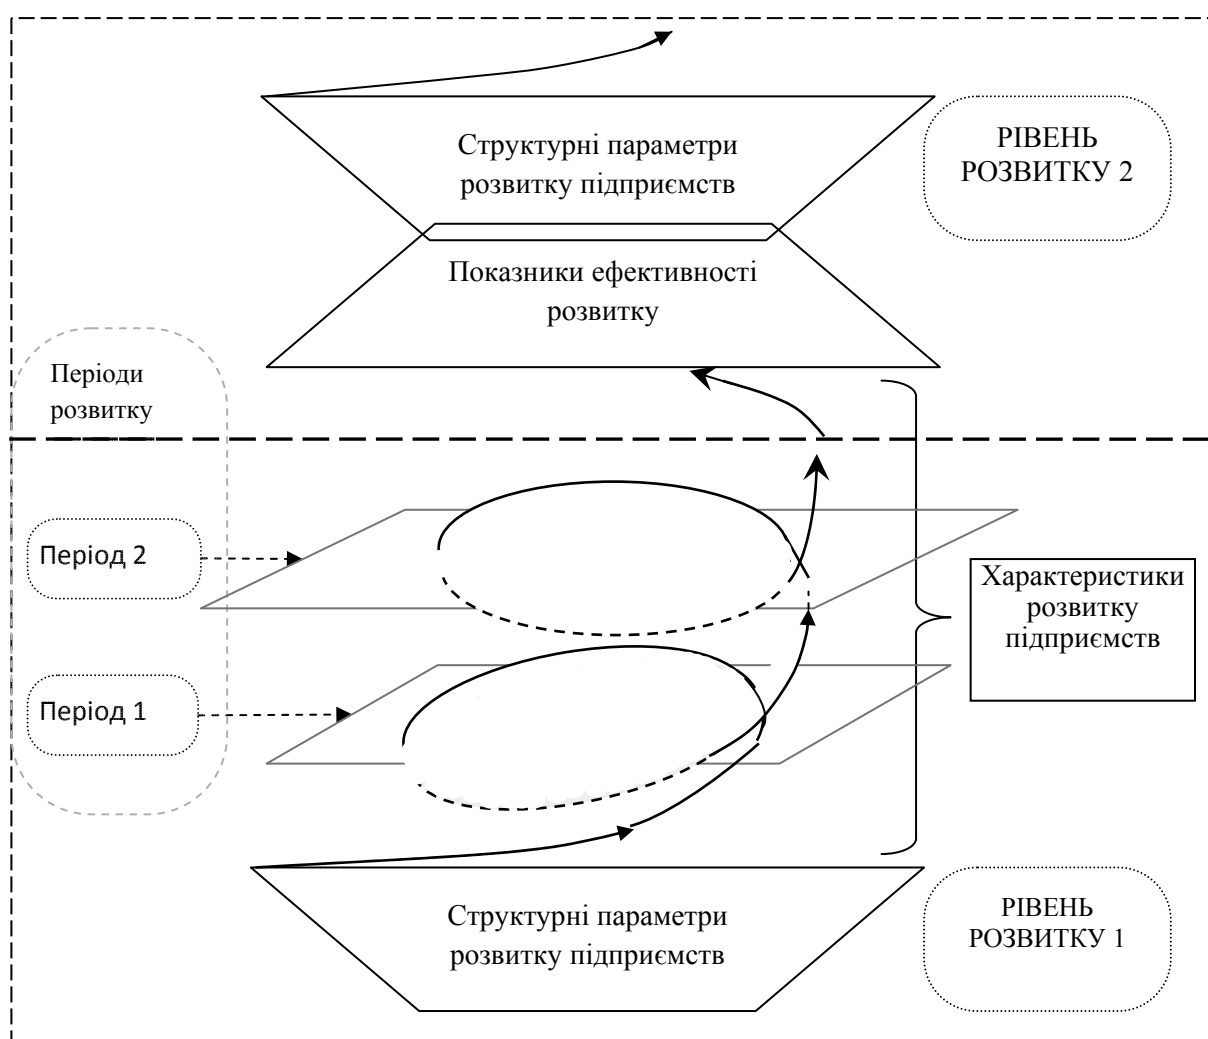 Структурні параметри
розвитку підприємств
РІВЕНЬ
РОЗВИТКУ 2
Показники ефективності
розвитку
Періоди
розвитку
Період 2
Характеристики
розвитку
підприємств
Період 1
Структурні параметри
розвитку підприємств
РІВЕНЬ
РОЗВИТКУ 1